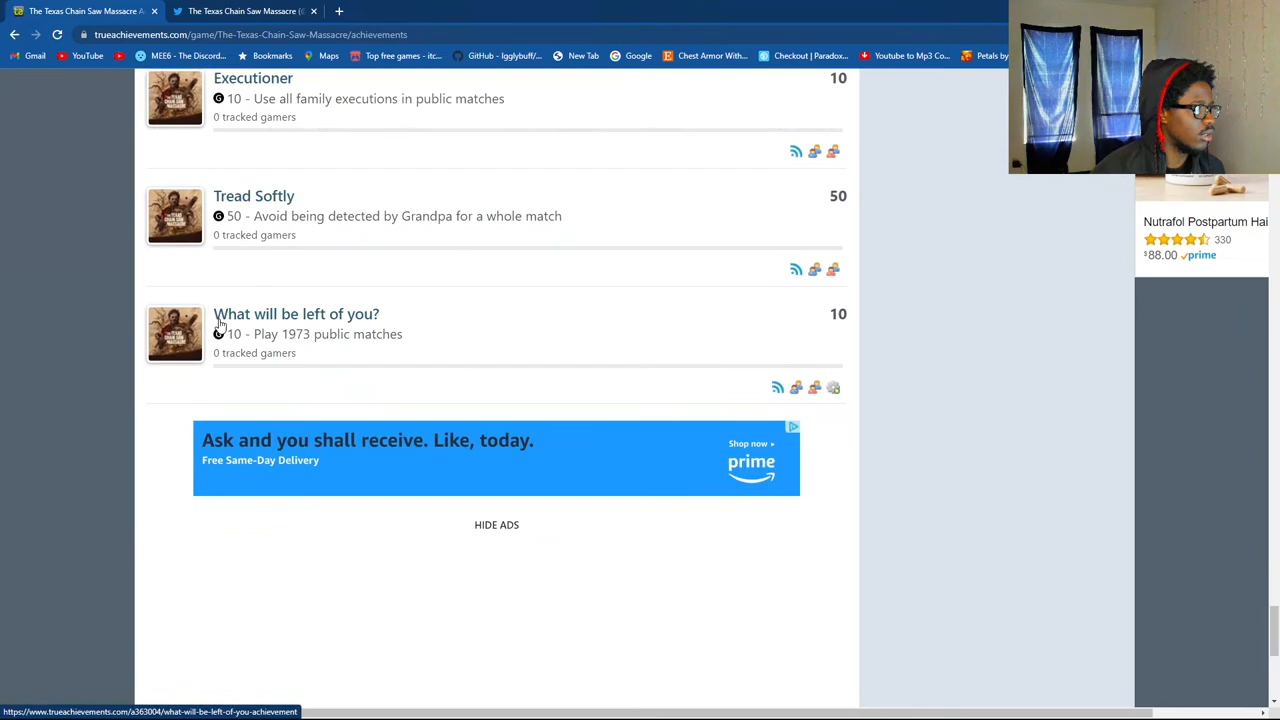 The Texas Chain Saw Massacre A
The Texas Chain Saw Massacre (
trueachievements.com/game/The-Texas-Chain-Saw-Massacre/achievements
Gmail
YouTube
MEE6 - The Discord...
Bookmarks
Maps
Top free games - itc...
GitHub - Igglybuff/...
New Tab
Google
Chest Armor With...
Checkout | Paradox...
Youtube to Mp3 Co...
Petals by
Executioner
10
G 10 - Use all family executions in public matches
0 tracked gamers
Tread Softly
50
G 50 - Avoid being detected by Grandpa for a whole match
0 tracked gamers
What will be left of you?
10
10 - Play 1973 public matches
0 tracked gamers
Ask and you shall receive. Like, today.
Free Same-Day Delivery
Shop now
prime
HIDE ADS
Nutrafol Postpartum Hai
330
$88.00 prime
https://www.trueachievements.com/a363004/what-will-be-left-of-you-achievement